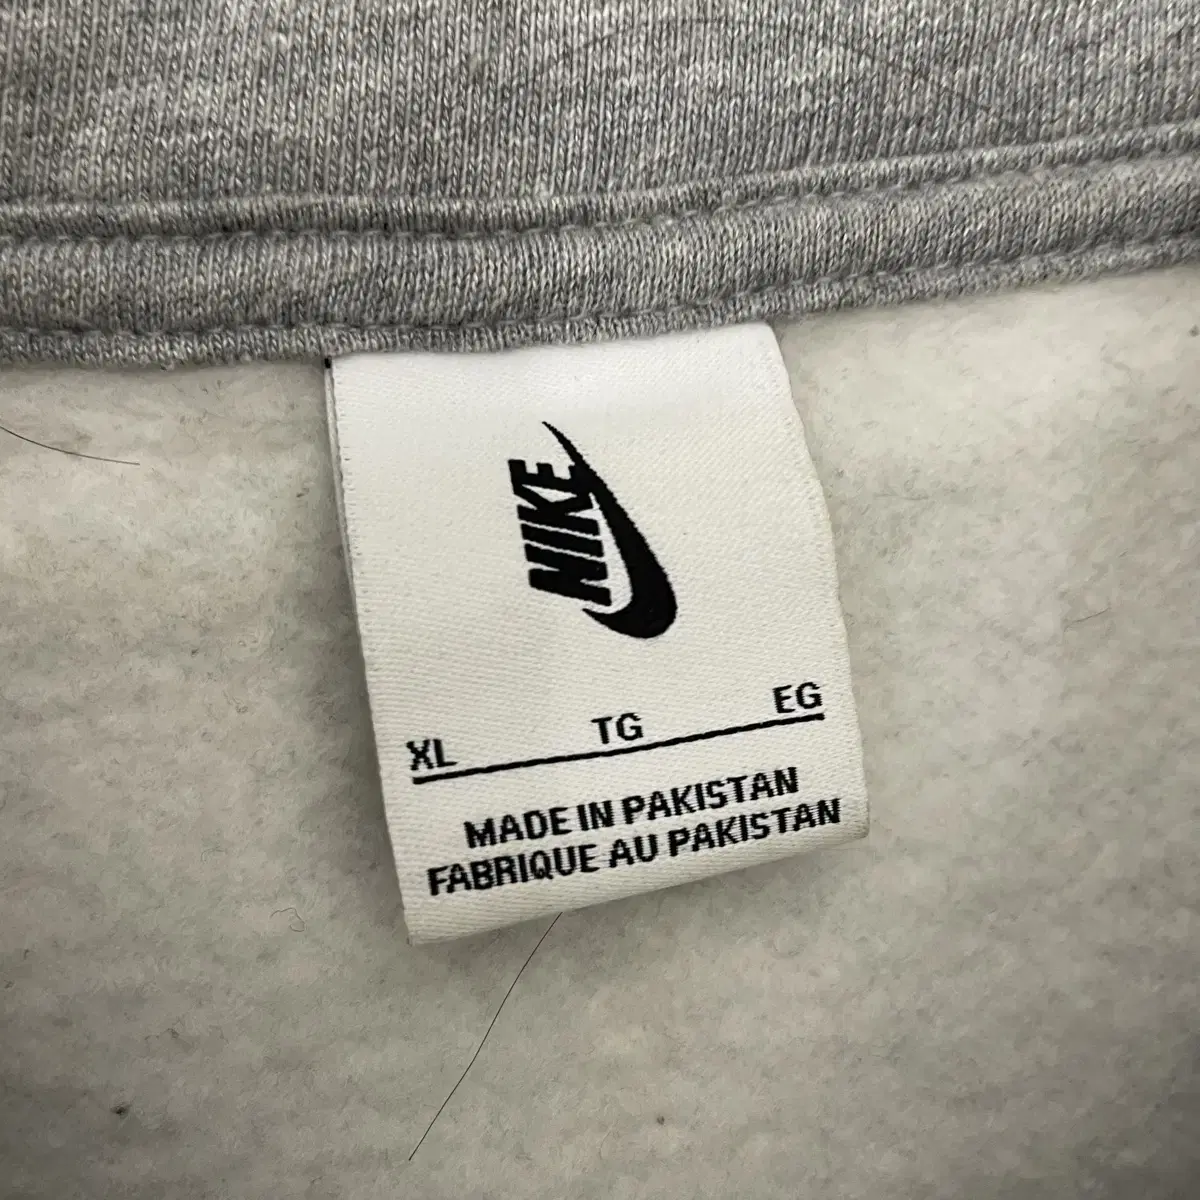 NIKE
XL TG EG
MADE IN PAKISTAN
FABRIQUE AU PAKISTAN